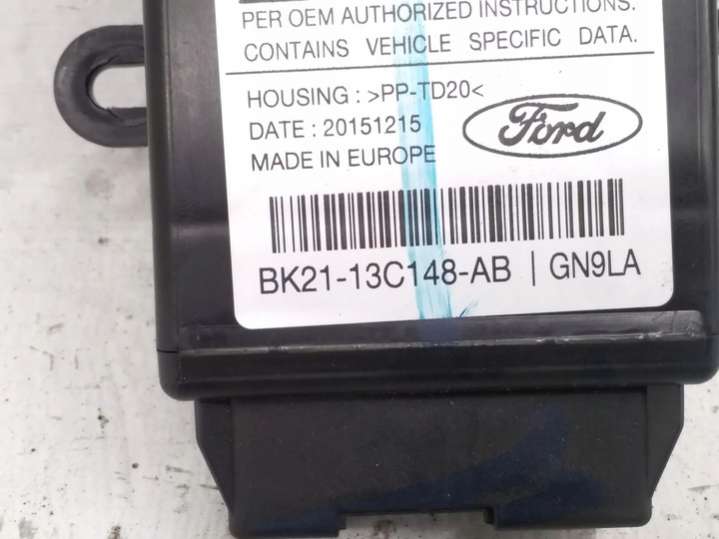 PER OEM AUTHORIZED INSTRUCTIONS.
CONTAINS VEHICLE SPECIFIC DATA.
HOUSING : >PP-TD20<
DATE : 20151215
MADE IN EUROPE
Ford
BK21-13C148-AB | GN9LA